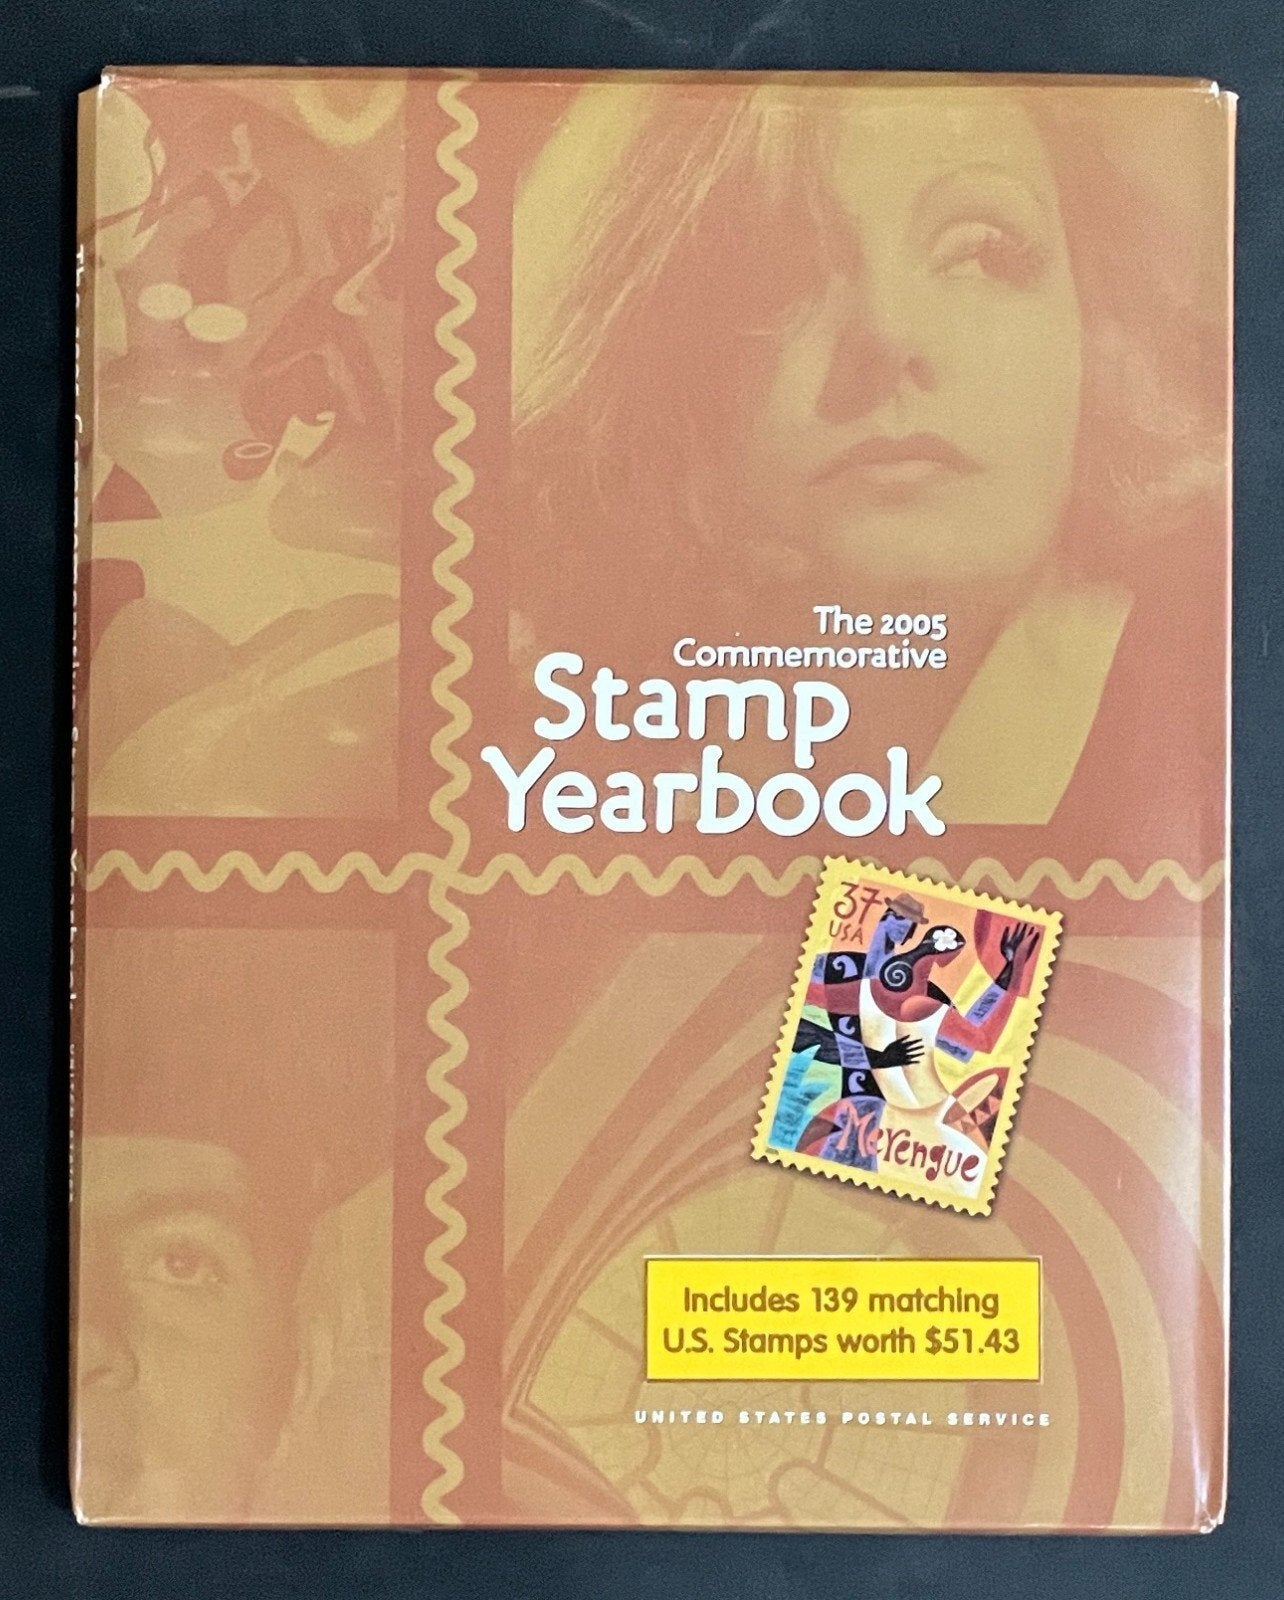 The 2005
Commemorative
Stamp
Yearbook
37
USA
Merengue
Includes 139 matching
U.S. Stamps worth $51.43
UNITED STATES POSTAL SERVICE